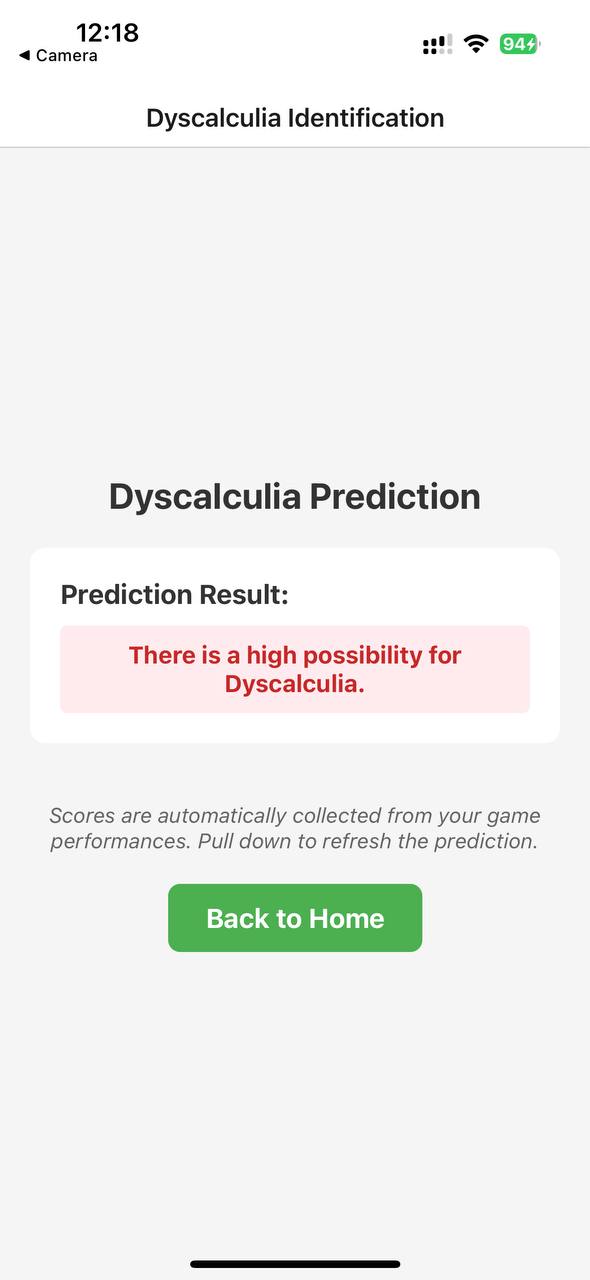 12:18
◀ Camera
94
Dyscalculia Identification
Dyscalculia Prediction
Prediction Result:
There is a high possibility for
Dyscalculia.
Scores are automatically collected from your game
performances. Pull down to refresh the prediction.
Back to Home